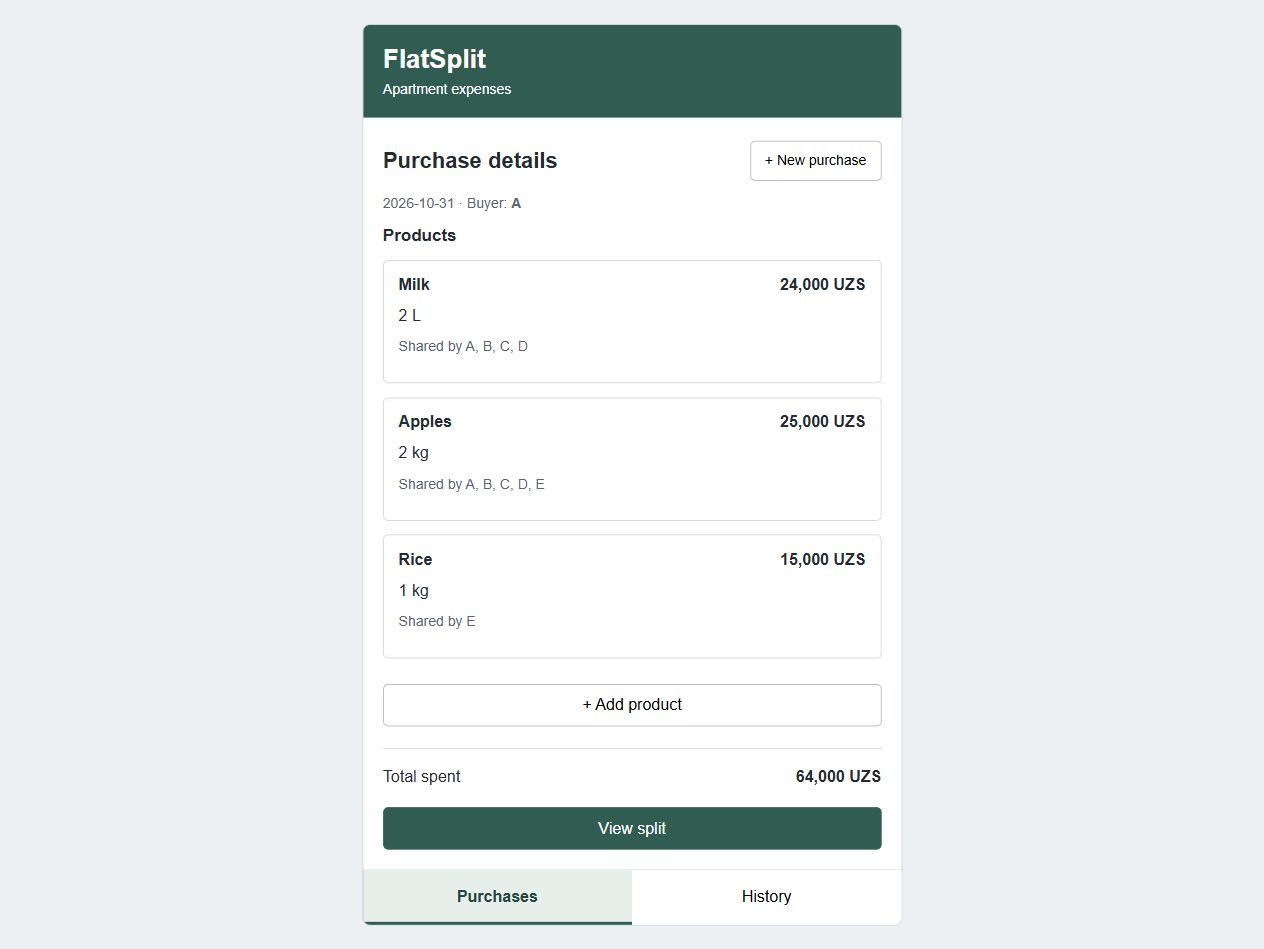 FlatSplit
Apartment expenses
Purchase details
+ New purchase
2026-10-31 · Buyer: A
Products
Milk 24,000 UZS
2 L
Shared by A, B, C, D
Apples 25,000 UZS
2 kg
Shared by A, B, C, D, E
Rice 15,000 UZS
1 kg
Shared by E
+ Add product
Total spent 64,000 UZS
View split
Purchases History